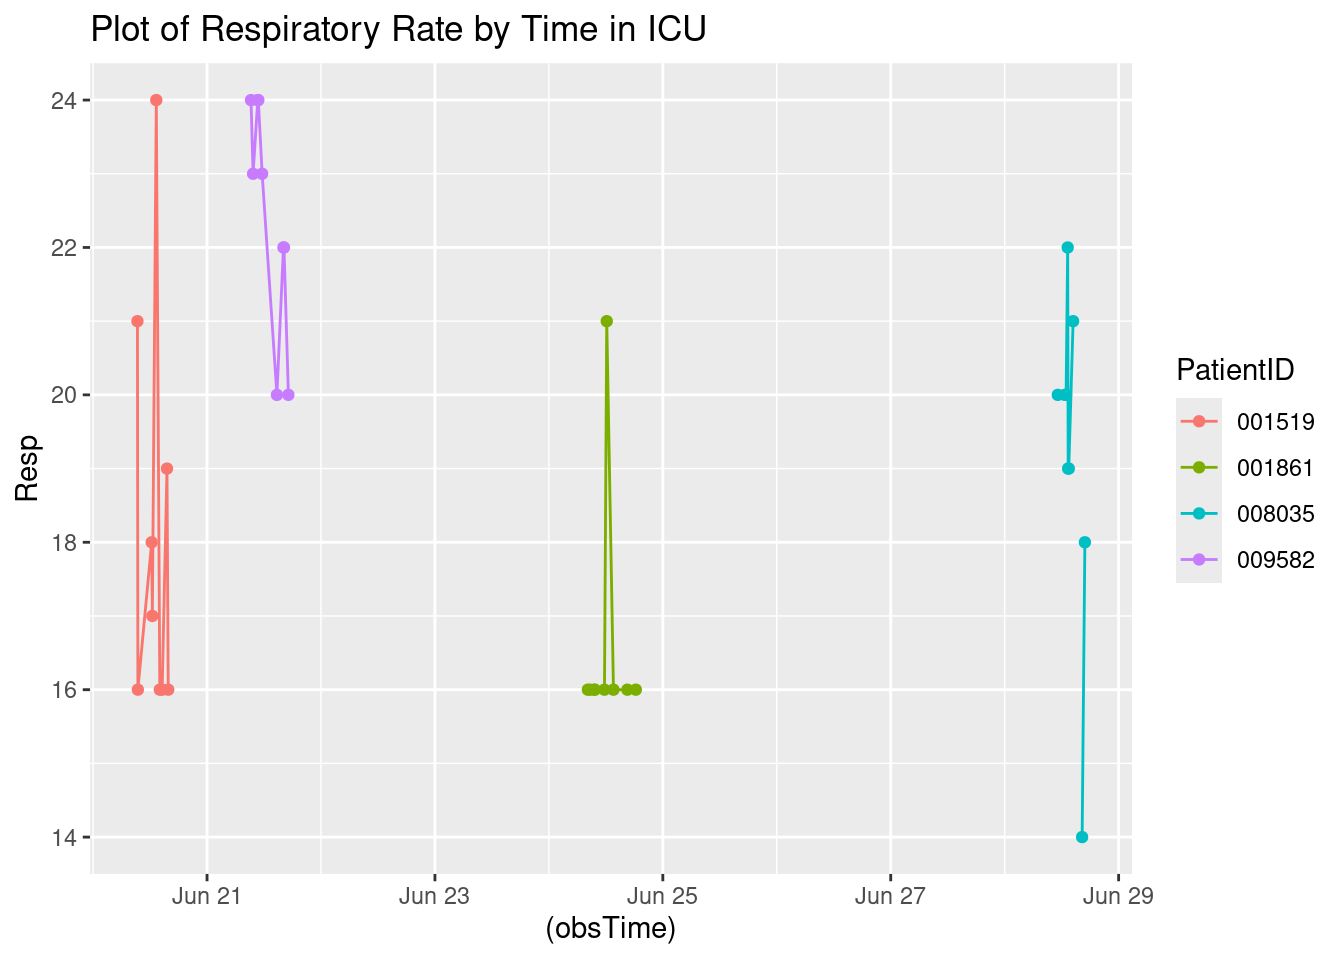 Plot of Respiratory Rate by Time in ICU
24
22
20
18
16
14
Resp
Jun 21
Jun 23
Jun 25
Jun 27
Jun 29
(obsTime)
PatientID
001519
001861
008035
009582